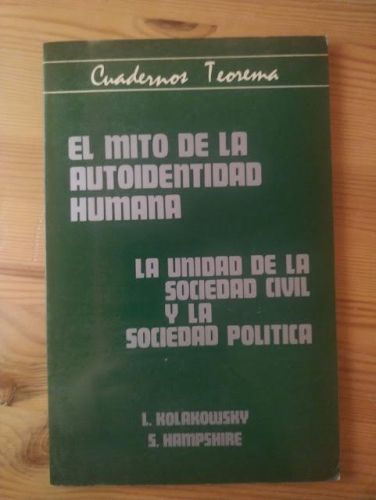 Cuadernos Teorema
EL MITO DE LA
AUTOIDENTIDAD
HUMANA
LA UNIDAD DE LA
SOCIEDAD CIVIL
Y LA
SOCIEDAD POLITICA
L. KOLAKOWSKY
S. HAMPSHIRE